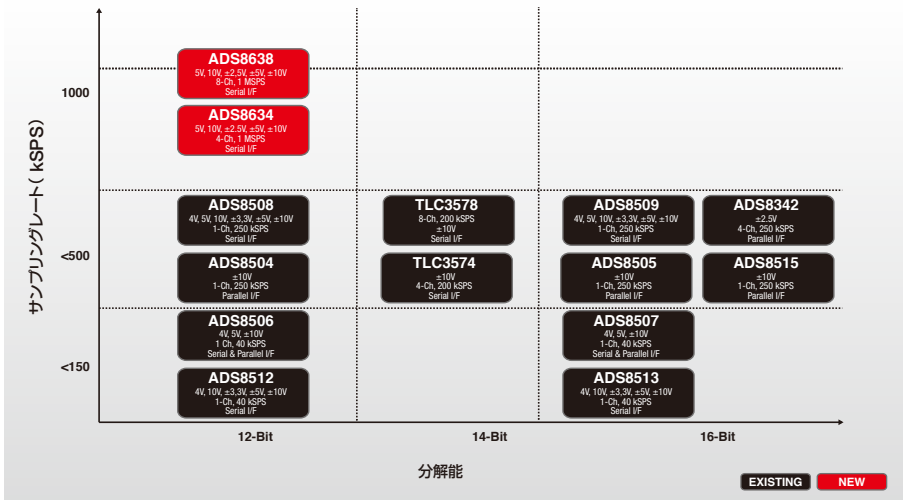 サンプリングレート( kSPS)
1000
<500
<150
ADS8638
5V, 10V, ±2,5V, ±5V, ±10V
8-Ch, 1 MSPS
Serial I/F
ADS8634
5V, 10V, ±2.5V, ±5V, ±10V
4-Ch, 1 MSPS
Serial I/F
ADS8508
4V, 5V, 10V, ±3,3V, ±5V, ±10V
1-Ch, 250 kSPS
Serial I/F
ADS8504
±10V
1-Ch, 250 kSPS
Parallel I/F
ADS8506
4V, 5V, ±10V
1 Ch, 40 kSPS
Serial & Parallel I/F
ADS8512
4V, 10V, ±3,3V, ±5V, ±10V
1-Ch, 40 kSPS
Serial I/F
TLC3578
8-Ch, 200 kSPS
±10V
Serial I/F
TLC3574
±10V
4-Ch, 200 kSPS
Serial I/F
ADS8509
4V, 5V, 10V, ±3,3V, ±5V, ±10V
1-Ch, 250 kSPS
Serial I/F
ADS8342
±2.5V
4-Ch, 250 kSPS
Parallel I/F
ADS8505
±10V
1-Ch, 250 kSPS
Parallel I/F
ADS8515
±10V
1-Ch, 250 kSPS
Parallel I/F
ADS8507
4V, 5V, ±10V
1-Ch, 40 kSPS
Serial & Parallel I/F
ADS8513
4V, 10V, ±3,3V, ±5V, ±10V
1-Ch, 40 kSPS
Serial I/F
12-Bit
14-Bit
16-Bit
分解能
EXISTING
NEW